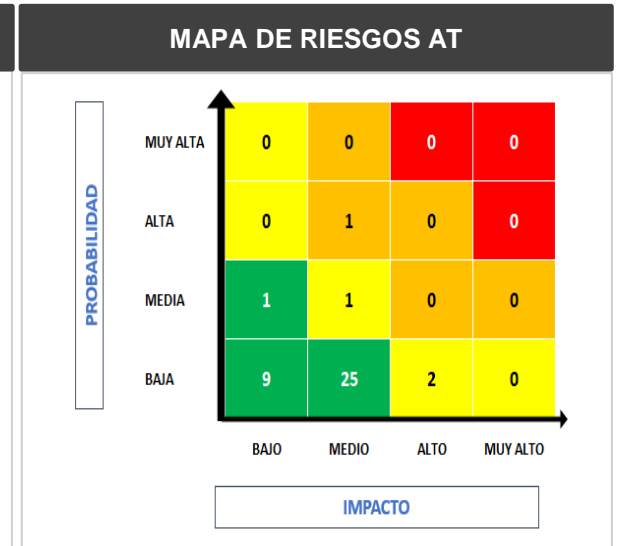 MAPA DE RIESGOS AT
PROBABILIDAD
MUY ALTA 0 0 0 0
ALTA 0 1 0 0
MEDIA 1 1 0 0
BAJA 9 25 2 0
BAJO MEDIO ALTO MUY ALTO
IMPACTO